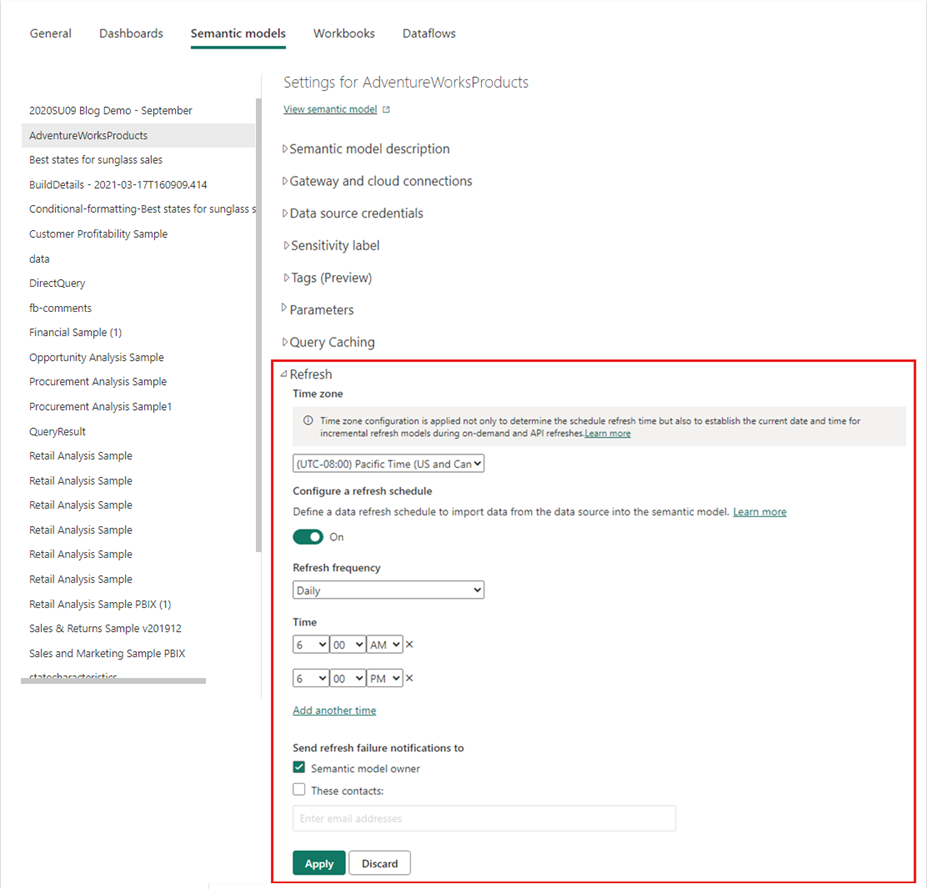 General Dashboards Semantic models Workbooks Dataflows
2020SU09 Blog Demo - September
AdventureWorksProducts
Best states for sunglass sales
BuildDetails - 2021-03-17T160909.414
Conditional-formatting-Best states for sunglass s
Customer Profitability Sample
data
DirectQuery
fb-comments
Financial Sample (1)
Opportunity Analysis Sample
Procurement Analysis Sample
Procurement Analysis Sample1
QueryResult
Retail Analysis Sample
Retail Analysis Sample
Retail Analysis Sample
Retail Analysis Sample
Retail Analysis Sample
Retail Analysis Sample
Retail Analysis Sample PBIX (1)
Sales & Returns Sample v201912
Sales and Marketing Sample PBIX
statecharacteristics
Settings for AdventureWorksProducts
View semantic model
Semantic model description
Gateway and cloud connections
Data source credentials
Sensitivity label
Tags (Preview)
Parameters
Query Caching
Refresh
Time zone
Time zone configuration is applied not only to determine the schedule refresh time but also to establish the current date and time for
incremental refresh models during on-demand and API refreshes.Learn more
(UTC-08:00) Pacific Time (US and Can
Configure a refresh schedule
Define a data refresh schedule to import data from the data source into the semantic model. Learn more
On
Refresh frequency
Daily
Time
6 00 AM
6 00 PM
Add another time
Send refresh failure notifications to
Semantic model owner
These contacts:
Enter email addresses
Apply Discard